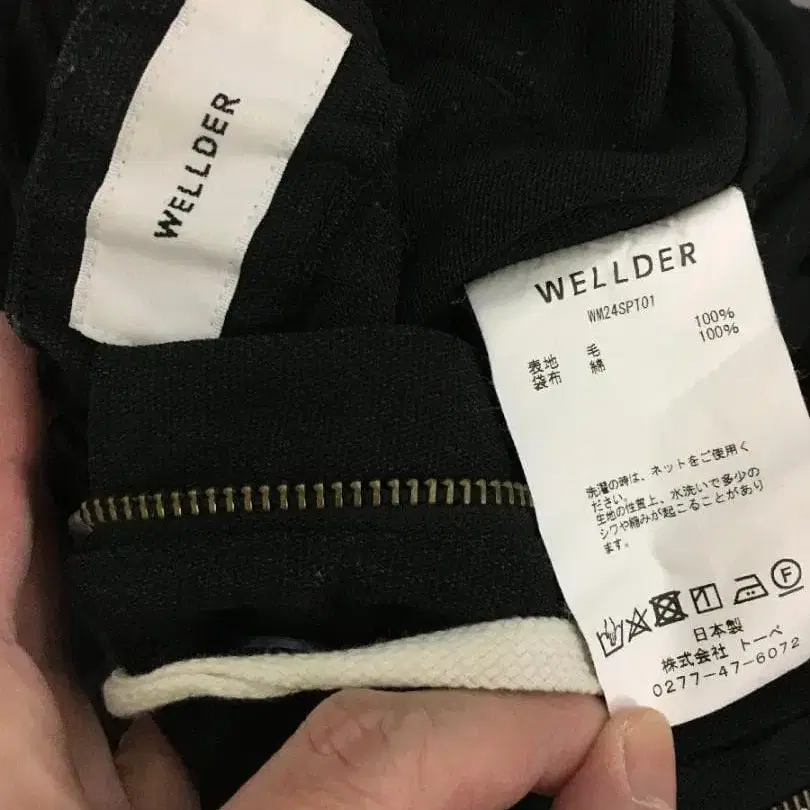 WELLDER
WELLDER
WM24SPT01
表地 毛 100%
袋布 綿 100%
洗濯の時は、ネットをご使用く
ださい。
生地の性質上、水洗いで多少の
シワや縮みが起こることがあり
ます。
F
日本製
株式会社 トーベ
0277-47-6072